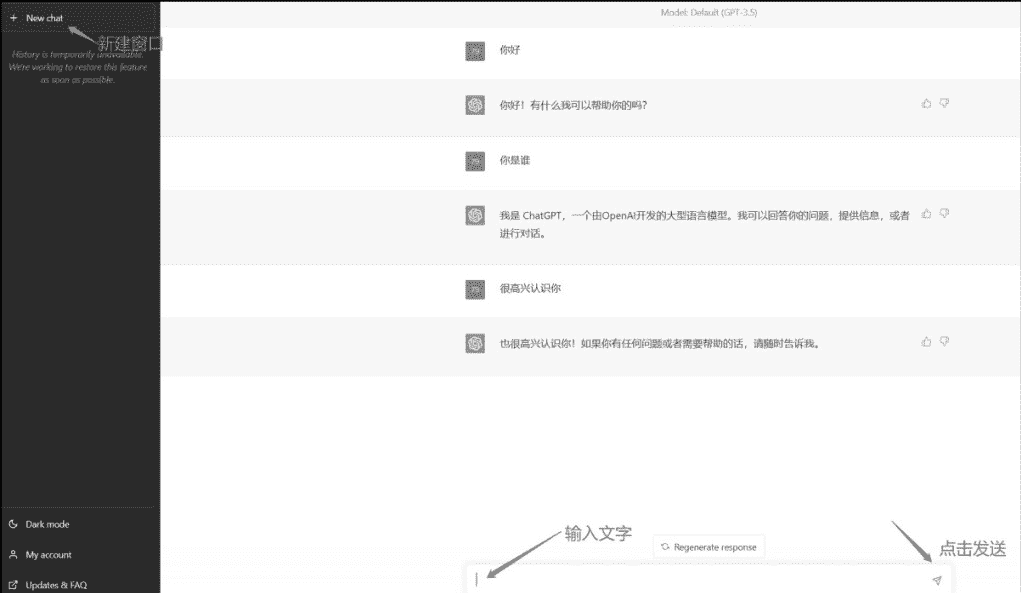 New chat
新建窗口
History is temporarily unavailable.
We're working to restore this feature
as soon as possible.
Model: Default (GPT-3.5)
你好
你好！有什么我可以帮助你的吗？
你是谁
我是 ChatGPT，一个由OpenAI开发的大型语言模型。我可以回答你的问题，提供信息，或者
进行对话。
很高兴认识你
也很高兴认识你！如果你有任何问题或者需要帮助的话，请随时告诉我。
Dark mode
My account
Updates & FAQ
输入文字
Regenerate response
点击发送